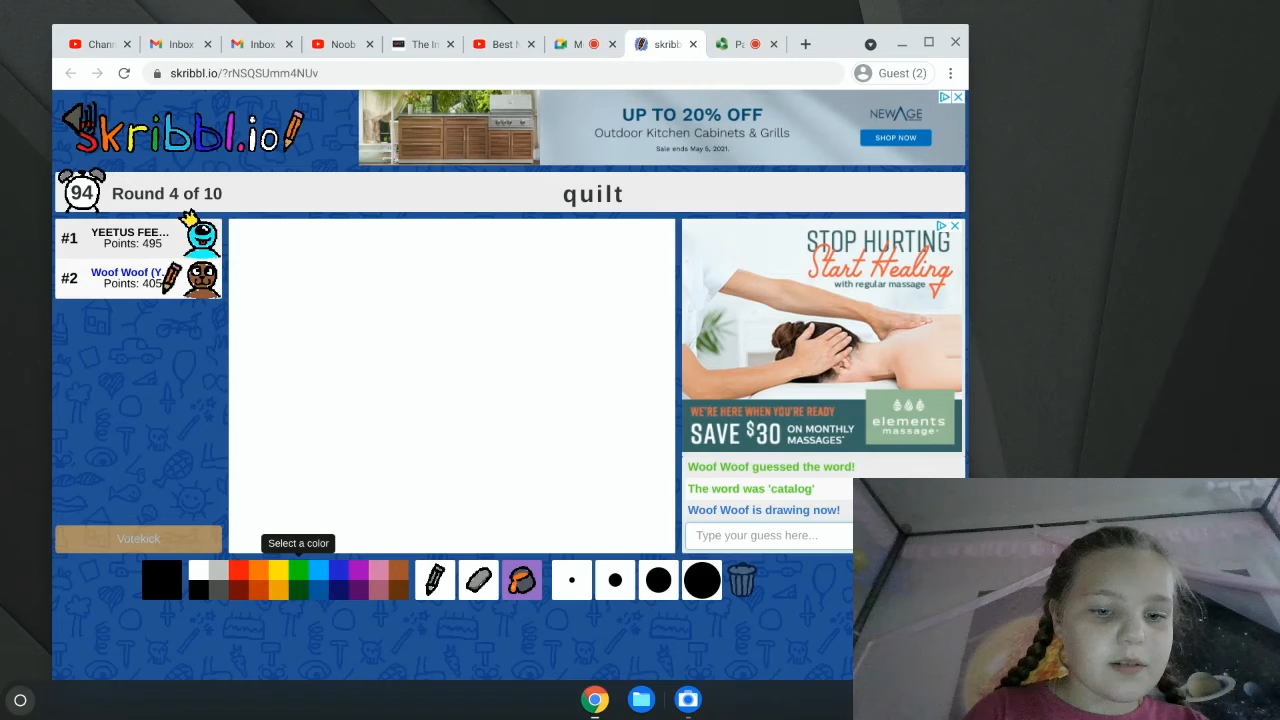 Chann
Inbox
Inbox
Noob
The In
Best N
M
skribb
Pa
skribbl.io/?rNSQSUmm4NUv
Guest (2)
skribbl.io
UP TO 20% OFF
Outdoor Kitchen Cabinets & Grills
Sale ends May 5, 2021.
NEWAGE
SHOP NOW
94
Round 4 of 10
quilt
#1
YEETUS FEE...
Points: 495
#2
Woof Woof (Y
Points: 405
STOP HURTING
Start Healing
with regular massage
WE'RE HERE WHEN YOU'RE READY
SAVE $30 ON MONTHLY MASSAGES*
elements
massage
Woof Woof guessed the word!
The word was 'catalog'
Woof Woof is drawing now!
Type your guess here...
Votekick
Select a color